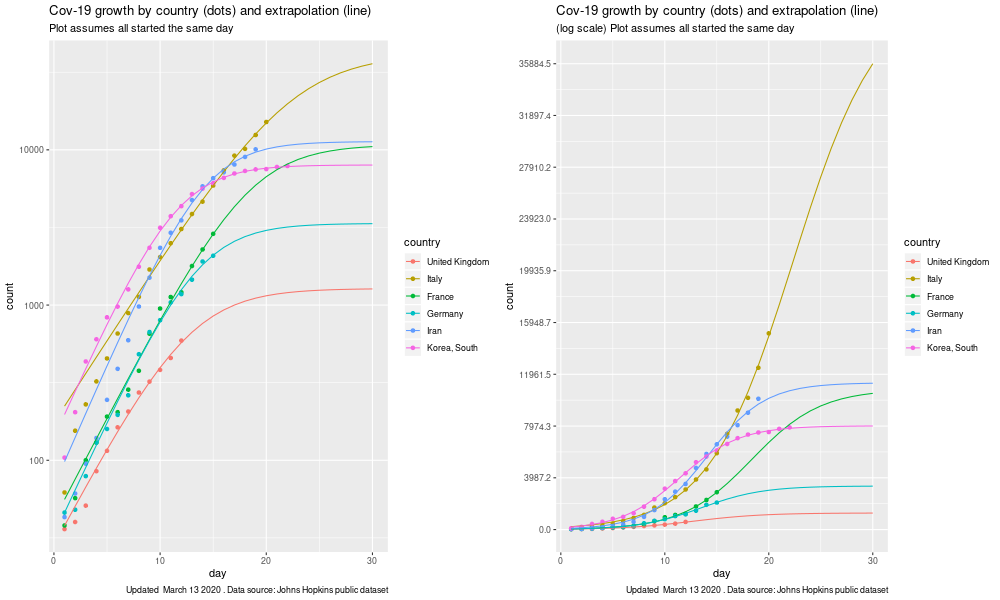 Cov-19 growth by country (dots) and extrapolation (line)
Plot assumes all started the same day
10000
1000
100
count
0
10
20
30
day
country
United Kingdom
Italy
France
Germany
Iran
Korea, South
Updated March 13 2020 . Data source: Johns Hopkins public dataset
Cov-19 growth by country (dots) and extrapolation (line)
(log scale) Plot assumes all started the same day
35884.5
31897.4
27910.2
23923.0
19935.9
15948.7
11961.5
7974.3
3987.2
0.0
count
0
10
20
30
day
country
United Kingdom
Italy
France
Germany
Iran
Korea, South
Updated March 13 2020 . Data source: Johns Hopkins public dataset